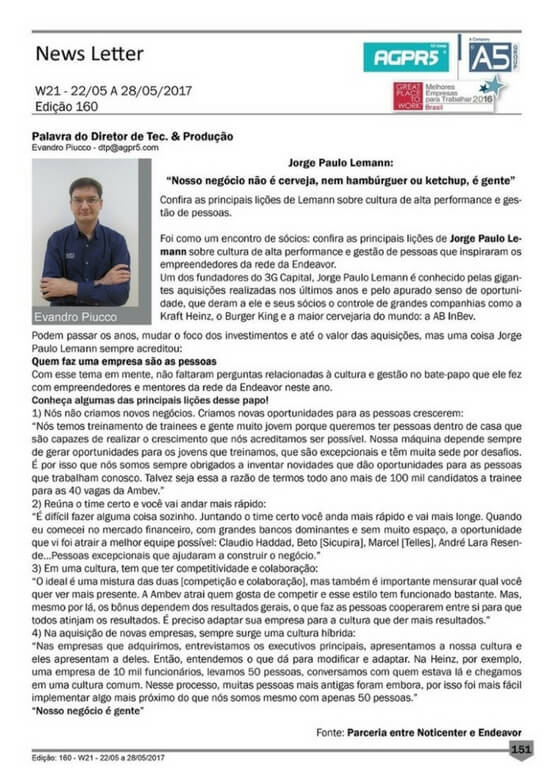 News Letter
AGPR5
A Company
A5
GROUP
W21 - 22/05 A 28/05/2017
Edição 160
GREAT
PLACE
TO
WORK
Melhores
Empresas
para Trabalhar 2016
Brasil
Palavra do Diretor de Tec. & Produção
Evandro Piucco - dtp@agpr5.com
Jorge Paulo Lemann:
“Nosso negócio não é cerveja, nem hambúrguer ou ketchup, é gente”
Confira as principais lições de Lemann sobre cultura de alta performance e ges-
tão de pessoas.
Foi como um encontro de sócios: confira as principais lições de Jorge Paulo Le-
mann sobre cultura de alta performance e gestão de pessoas que inspiraram os
empreendedores da rede da Endeavor.
Um dos fundadores do 3G Capital, Jorge Paulo Lemann é conhecido pelas gigan-
tes aquisições realizadas nos últimos anos e pelo apurado senso de oportuni-
dade, que deram a ele e seus sócios o controle de grandes companhias como a
Kraft Heinz, o Burger King e a maior cervejaria do mundo: a AB InBev.
Evandro Piucco
Podem passar os anos, mudar o foco dos investimentos e até o valor das aquisições, mas uma coisa Jorge
Paulo Lemann sempre acreditou:
Quem faz uma empresa são as pessoas
Com esse tema em mente, não faltaram perguntas relacionadas à cultura e gestão no bate-papo que ele fez
com empreendedores e mentores da rede da Endeavor neste ano.
Conheça algumas das principais lições desse papo!
1) Nós não criamos novos negócios. Criamos novas oportunidades para as pessoas crescerem:
“Nós temos treinamento de trainees e gente muito jovem porque queremos ter pessoas dentro de casa que
são capazes de realizar o crescimento que nós acreditamos ser possível. Nossa máquina depende sempre
de gerar oportunidades para os jovens que treinamos, que são excepcionais e têm muita sede por desafios.
É por isso que nós somos sempre obrigados a inventar novidades que dão oportunidades para as pessoas
que trabalham conosco. Talvez seja essa a razão de termos todo ano mais de 100 mil candidatos a trainee
para as 40 vagas da Ambev.”
2) Reúna o time certo e você vai andar mais rápido:
“É difícil fazer alguma coisa sozinho. Juntando o time certo você anda mais rápido e vai mais longe. Quando
eu comecei no mercado financeiro, com grandes bancos dominantes e sem muito espaço, a oportunidade
que vi foi atrair a melhor equipe possível: Claudio Haddad, Beto [Sicupira], Marcel [Telles], André Lara Resen-
de...Pessoas excepcionais que ajudaram a construir o negócio.”
3) Em uma cultura, tem que ter competitividade e colaboração:
“O ideal é uma mistura das duas [competição e colaboração], mas também é importante mensurar qual você
quer ver mais presente. A Ambev atrai quem gosta de competir e esse estilo tem funcionado bastante. Mas,
mesmo por lá, os bônus dependem dos resultados gerais, o que faz as pessoas cooperarem entre si para que
todos atinjam os resultados. É preciso adaptar sua empresa para a cultura que der mais resultados.”
4) Na aquisição de novas empresas, sempre surge uma cultura híbrida:
“Nas empresas que adquirimos, entrevistamos os executivos principais, apresentamos a nossa cultura e
eles apresentam a deles. Então, entendemos o que dá para modificar e adaptar. Na Heinz, por exemplo,
uma empresa de 10 mil funcionários, levamos 50 pessoas, conversamos com quem estava lá e chegamos
em uma cultura comum. Nesse processo, muitas pessoas mais antigas foram embora, por isso foi mais fácil
implementar algo mais próximo do que nós somos mesmo com apenas 50 pessoas.”
“Nosso negócio é gente”
Fonte: Parceria entre Noticenter e Endeavor
151
Edição: 160 - W21 - 22/05 a 28/05/2017